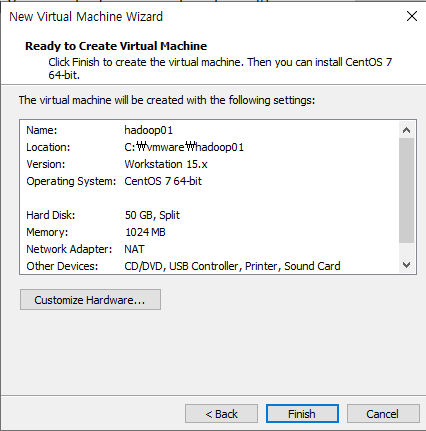 New Virtual Machine Wizard
Ready to Create Virtual Machine
Click Finish to create the virtual machine. Then you can install CentOS 7
64-bit.
The virtual machine will be created with the following settings:
Name: hadoop01
Location: C:₩vmware₩hadoop01
Version: Workstation 15.x
Operating System: CentOS 7 64-bit
Hard Disk: 50 GB, Split
Memory: 1024 MB
Network Adapter: NAT
Other Devices: CD/DVD, USB Controller, Printer, Sound Card
Customize Hardware...
< Back Finish Cancel